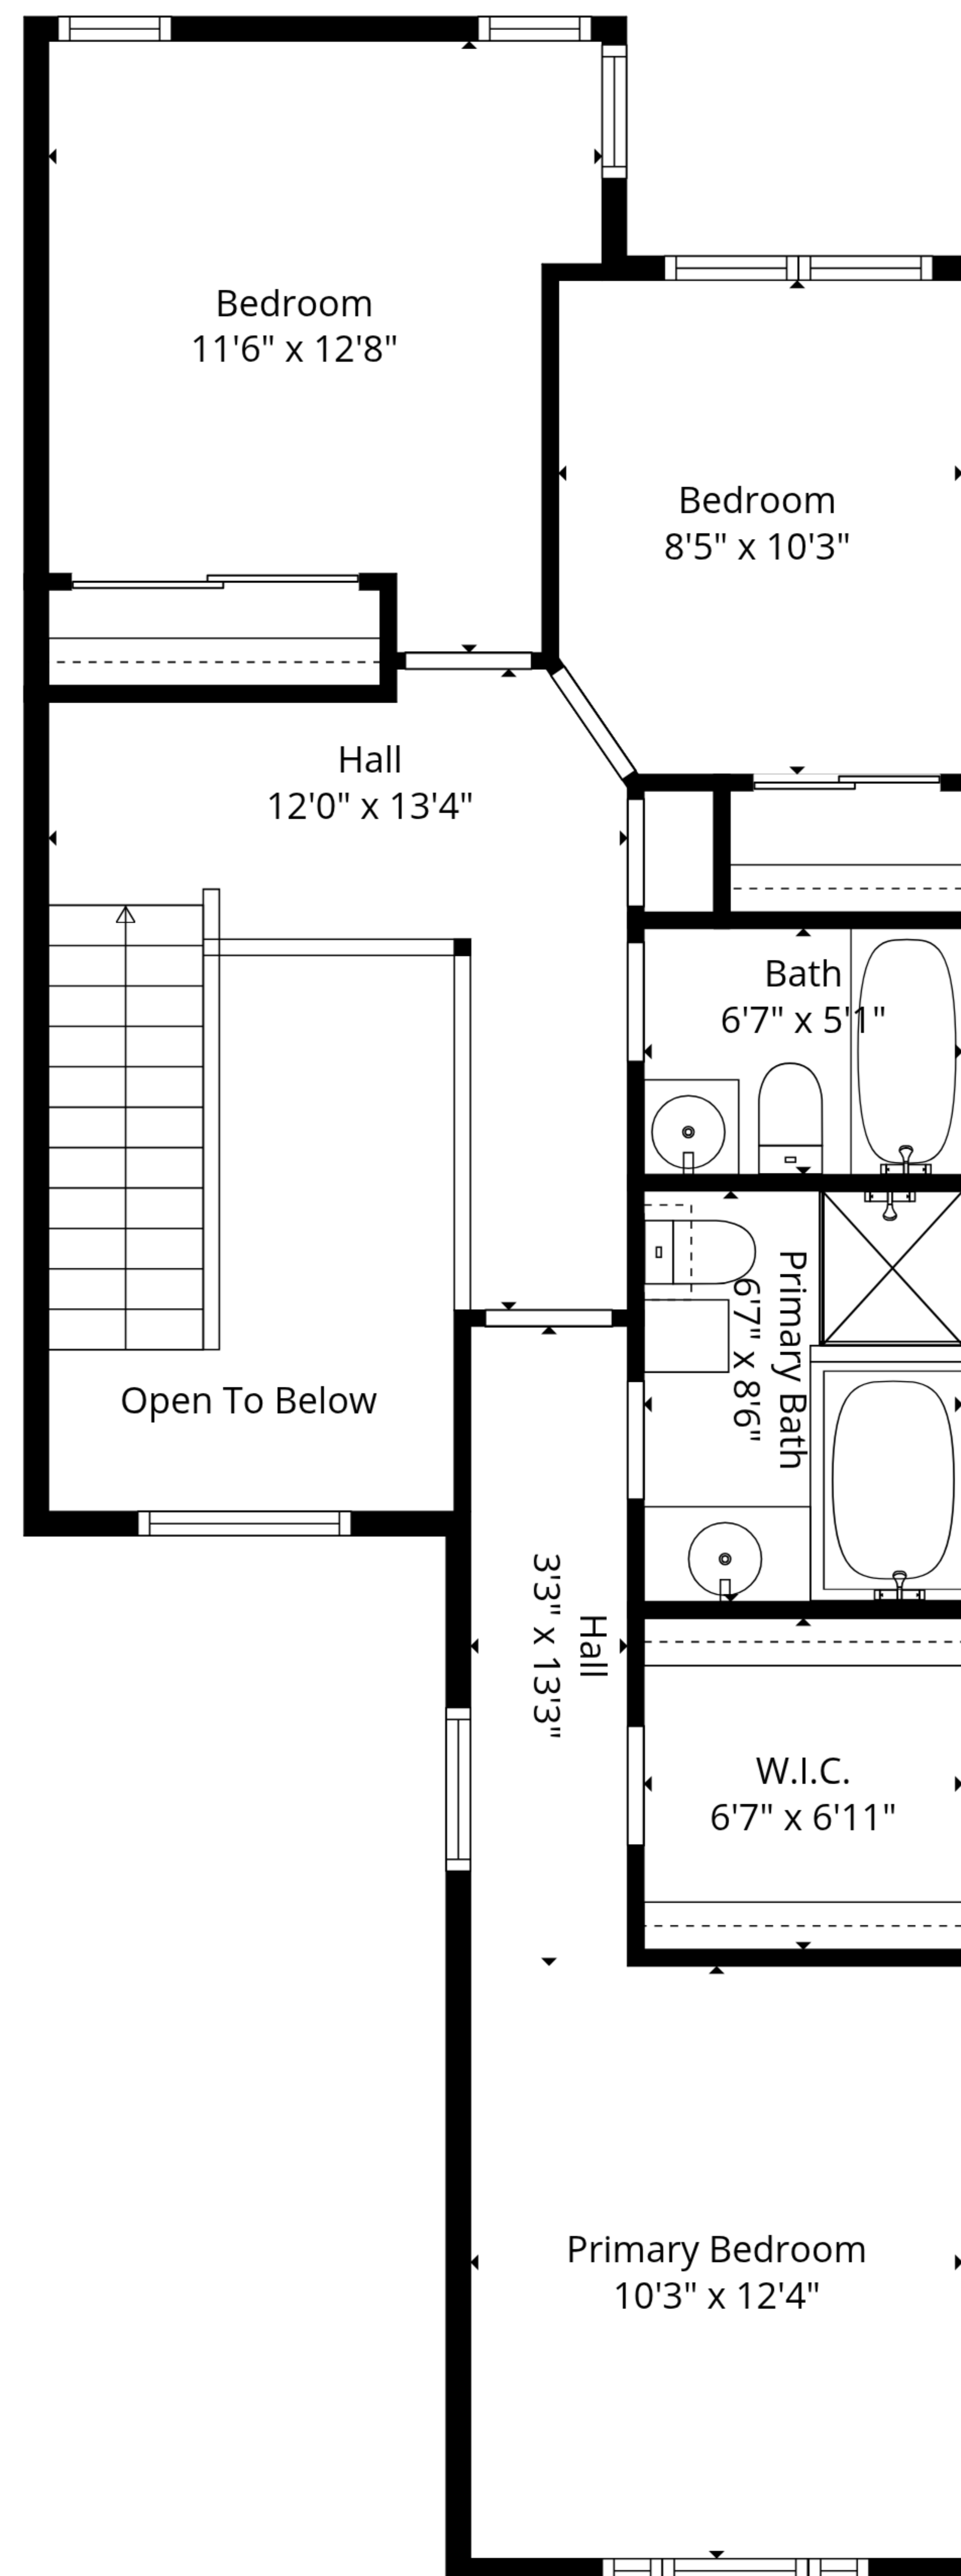 Bedroom
11'6" x 12'8"
Bedroom
8'5" x 10'3"
Hall
12'0" x 13'4"
Bath
6'7" x 5'1"
Primary Bath
6'7" x 8'6"
Open To Below
Hall
3'3" x 13'3"
W.I.C.
6'7" x 6'11"
Primary Bedroom
10'3" x 12'4"